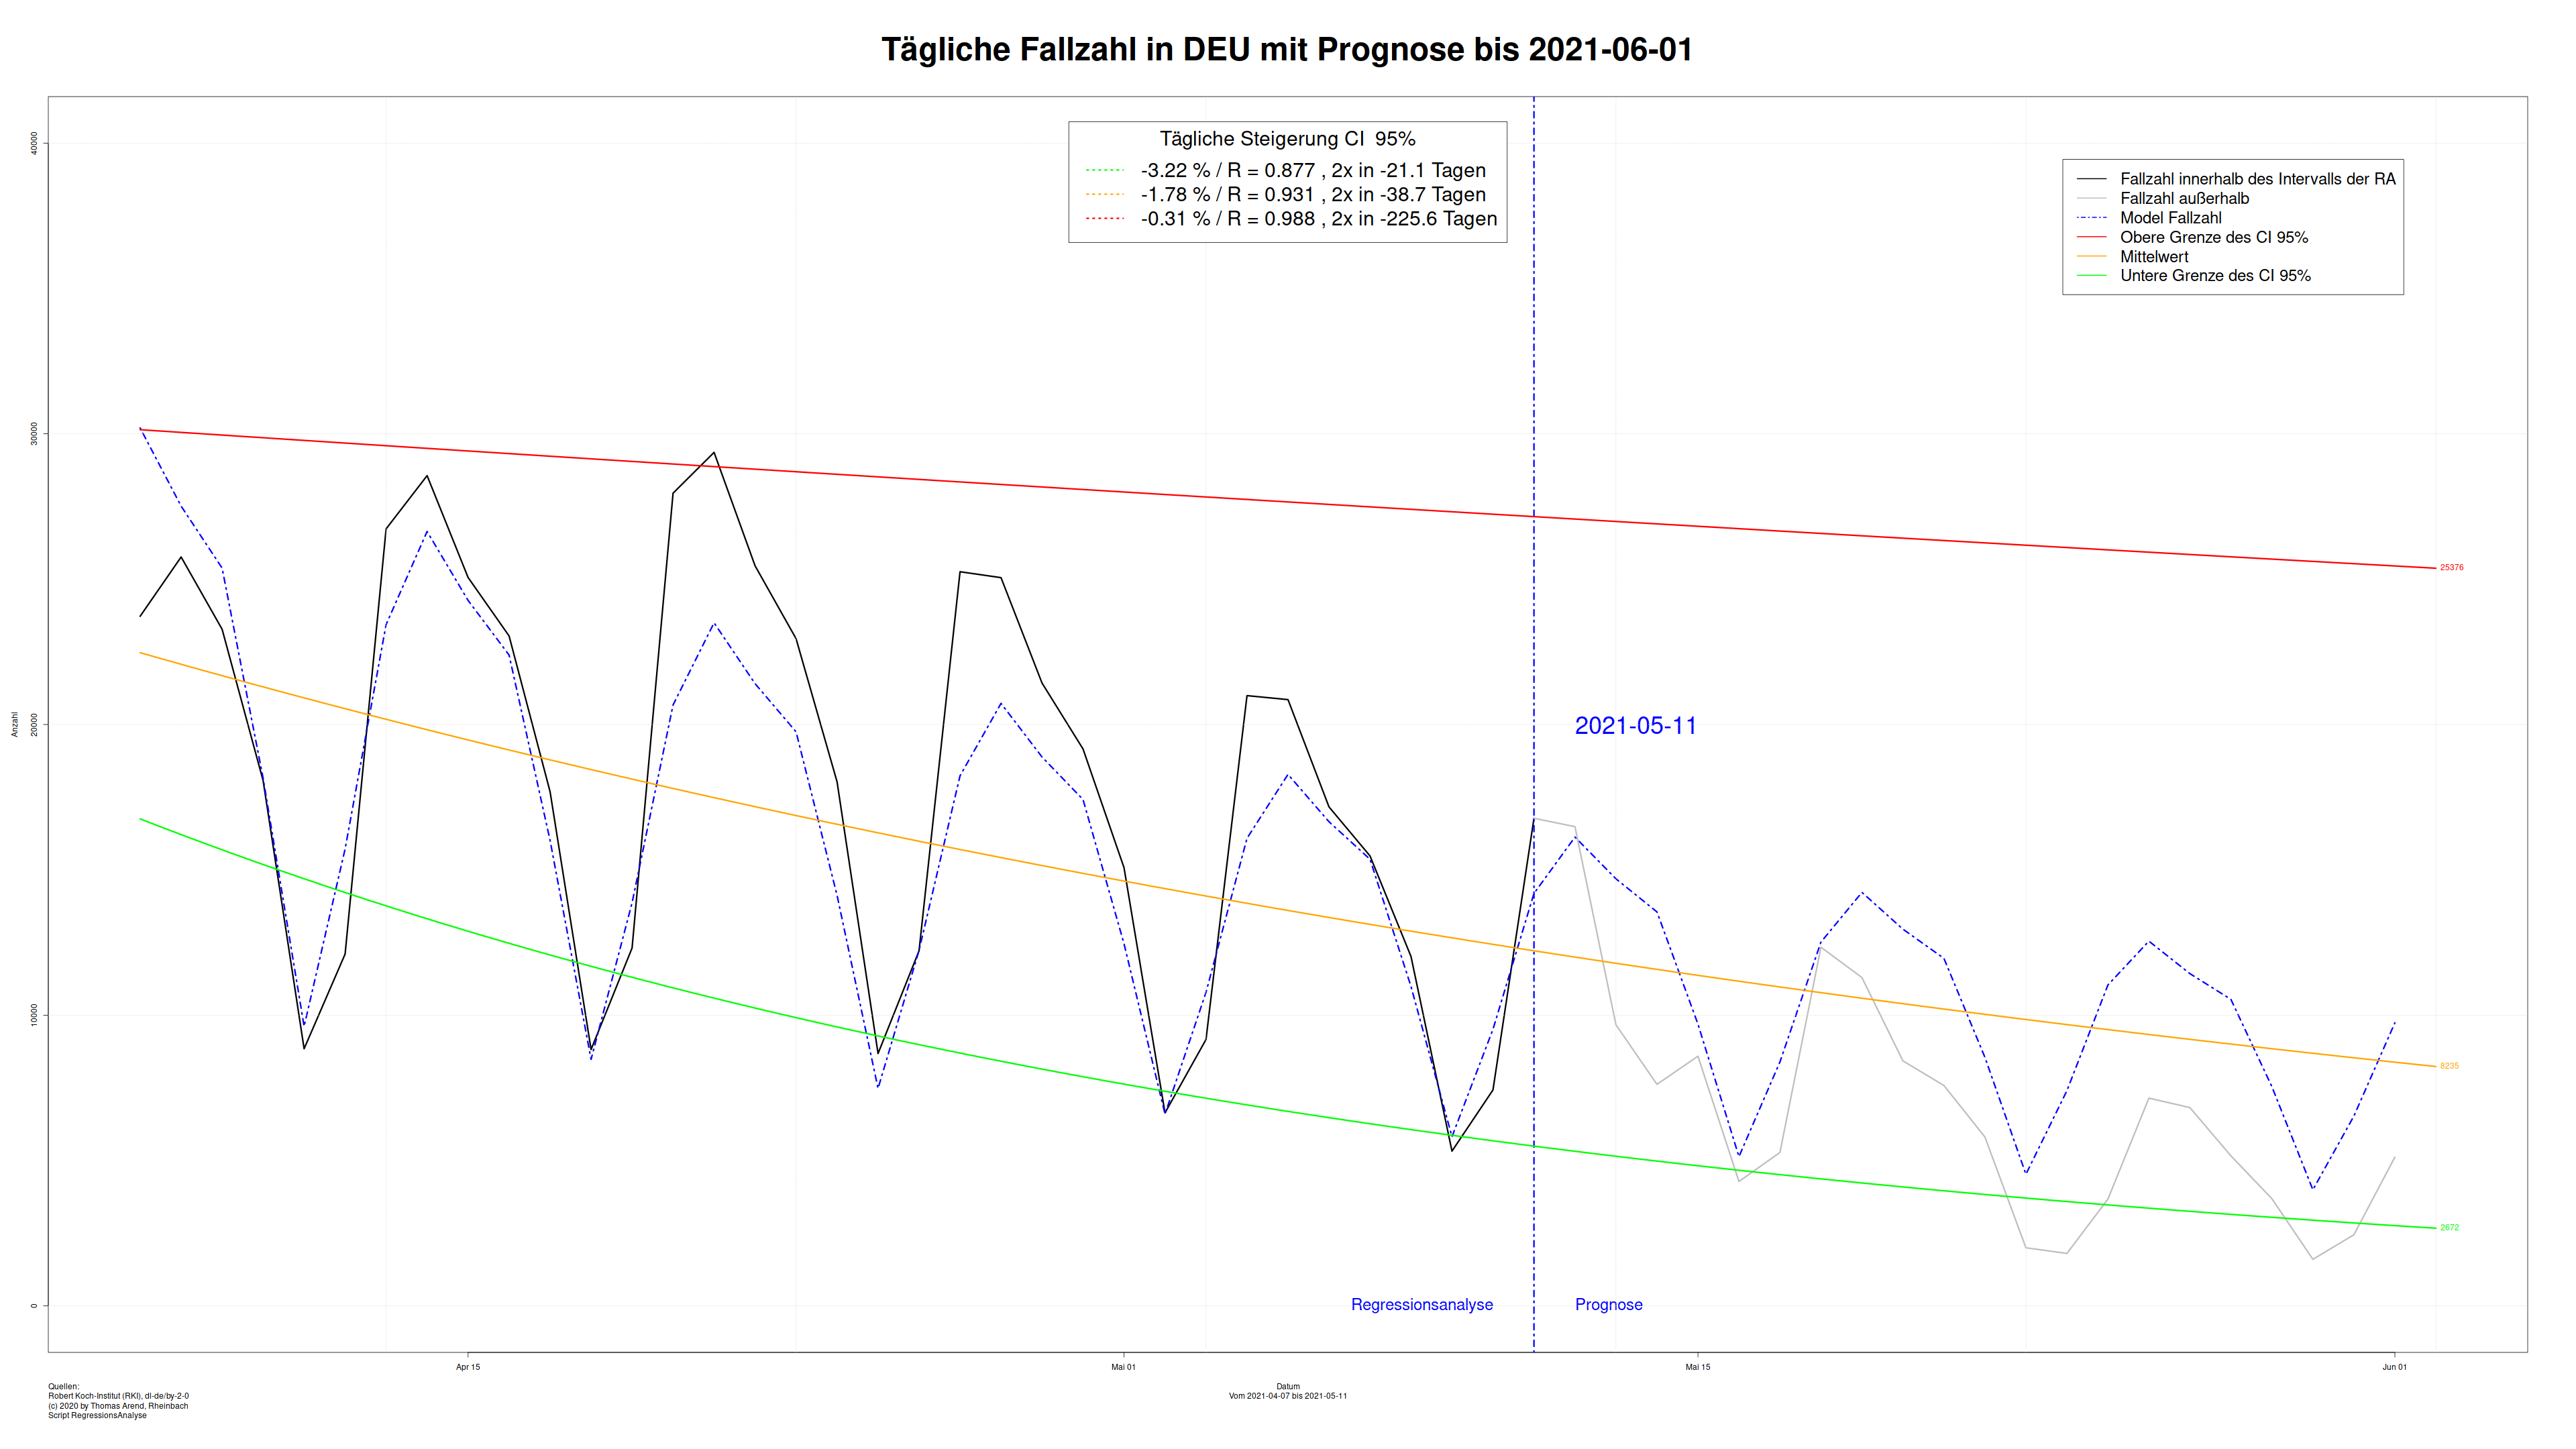 Tägliche Fallzahl in DEU mit Prognose bis 2021-06-01
Tägliche Steigerung CI 95%
-3.22 % / R = 0.877 , 2x in -21.1 Tagen
-1.78 % / R = 0.931 , 2x in -38.7 Tagen
-0.31 % / R = 0.988 , 2x in -225.6 Tagen
Fallzahl innerhalb des Intervalls der RA
Fallzahl außerhalb
Model Fallzahl
Obere Grenze des CI 95%
Mittelwert
Untere Grenze des CI 95%
40000
30000
20000
10000
0
Anzahl
25376
2021-05-11
8235
2672
Regressionsanalyse
Prognose
Apr 15
Mai 01
Mai 15
Jun 01
Datum
Vom 2021-04-07 bis 2021-05-11
Quellen:
Robert Koch-Institut (RKI), dl-de/by-2-0
(c) 2020 by Thomas Arend, Rheinbach
Script RegressionsAnalyse